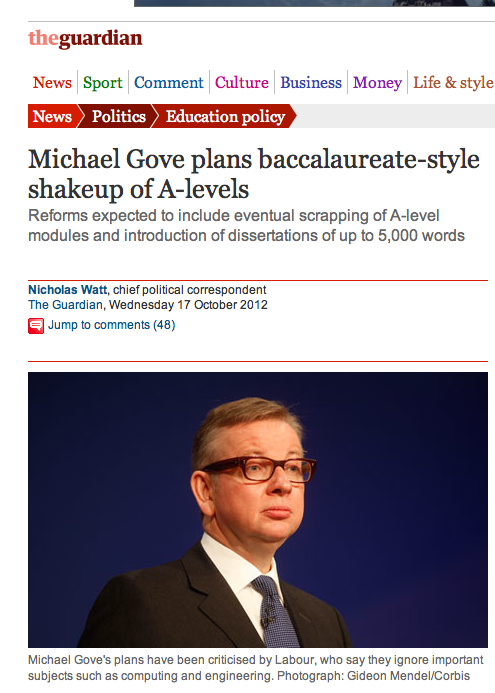 theguardian
News Sport Comment Culture Business Money Life & style
News Politics Education policy
Michael Gove plans baccalaureate-style
shakeup of A-levels
Reforms expected to include eventual scrapping of A-level
modules and introduction of dissertations of up to 5,000 words
Nicholas Watt, chief political correspondent
The Guardian, Wednesday 17 October 2012
Jump to comments (48)
Michael Gove's plans have been criticised by Labour, who say they ignore important
subjects such as computing and engineering. Photograph: Gideon Mendel/Corbis